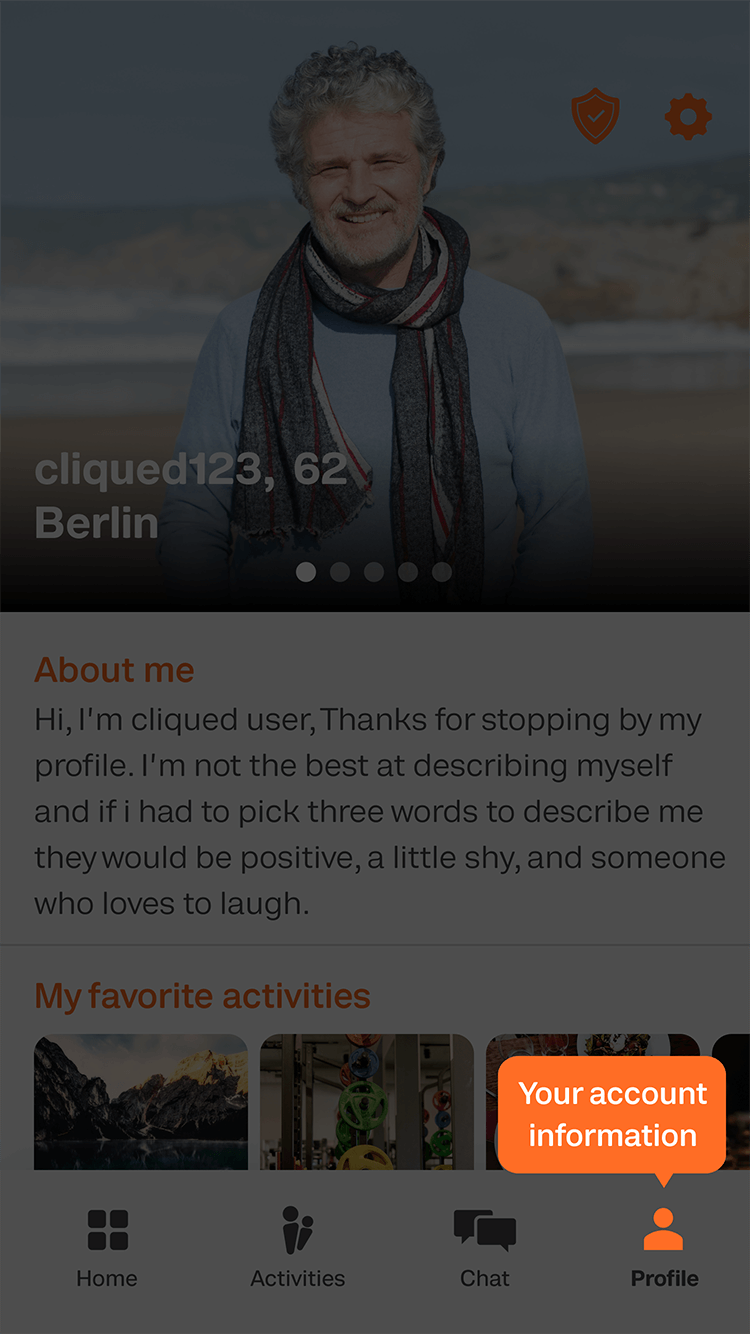 cliqued123, 62
Berlin
About me
Hi, I'm cliqued user, Thanks for stopping by my
profile. I'm not the best at describing myself
and if i had to pick three words to describe me
they would be positive, a little shy, and someone
who loves to laugh.
My favorite activities
Your account
information
Home
Activities
Chat
Profile